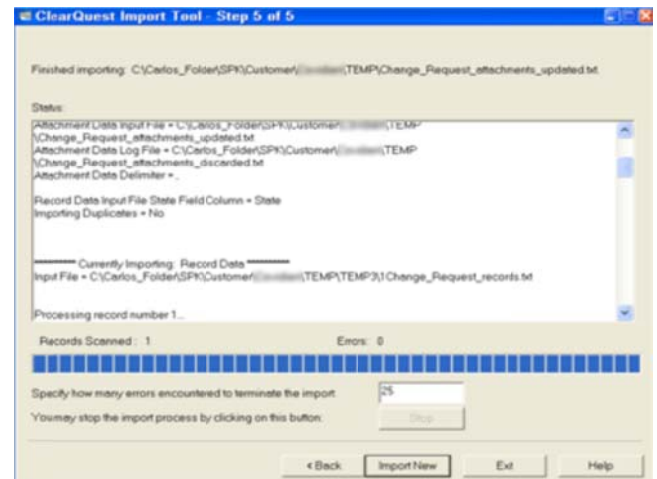 ClearQuest Import Tool - Step 5 of 5
Finished importing: C:\Carlos_Folder\SPK\Customer\ \TEMP\Change_Request_attachments_updated.txt
Status:
Attachment Data Input File = C:\Carlos_Folder\SPK\Customer\ \TEMP
\Change_Request_attachments_updated.txt
Attachment Data Log File = C:\Carlos_Folder\SPK\Customer\ \TEMP
\Change_Request_attachments_discarded.txt
Attachment Data Delimiter = ,
Record Data Input File State Field Column = State
Importing Duplicates = No
********* Currently Importing: Record Data *********
Input File = C:\Carlos_Folder\SPK\Customer\ \TEMP\TEMP3\1Change_Request_records.txt
Processing record number 1...
Records Scanned : 1 Errors: 0
Specify how many errors encountered to terminate the import: 25
You may stop the import process by clicking on this button: Stop
< Back Import New Exit Help